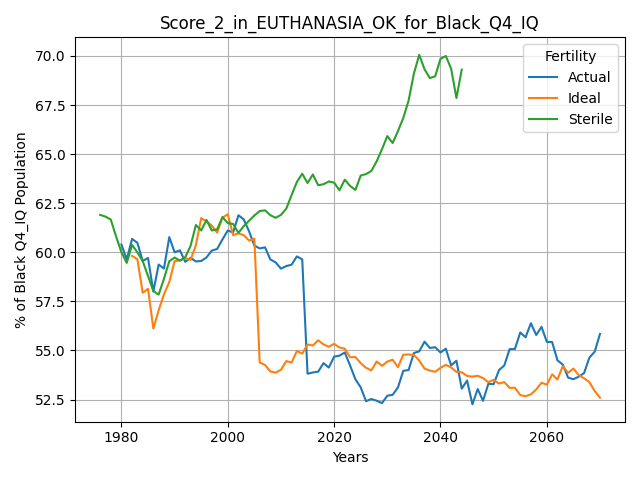 Score_2_in_EUTHANASIA_OK_for_Black_Q4_IQ
Fertility
Actual
Ideal
Sterile
% of Black Q4_IQ Population
70.0
67.5
65.0
62.5
60.0
57.5
55.0
52.5
1980 2000 2020 2040 2060
Years